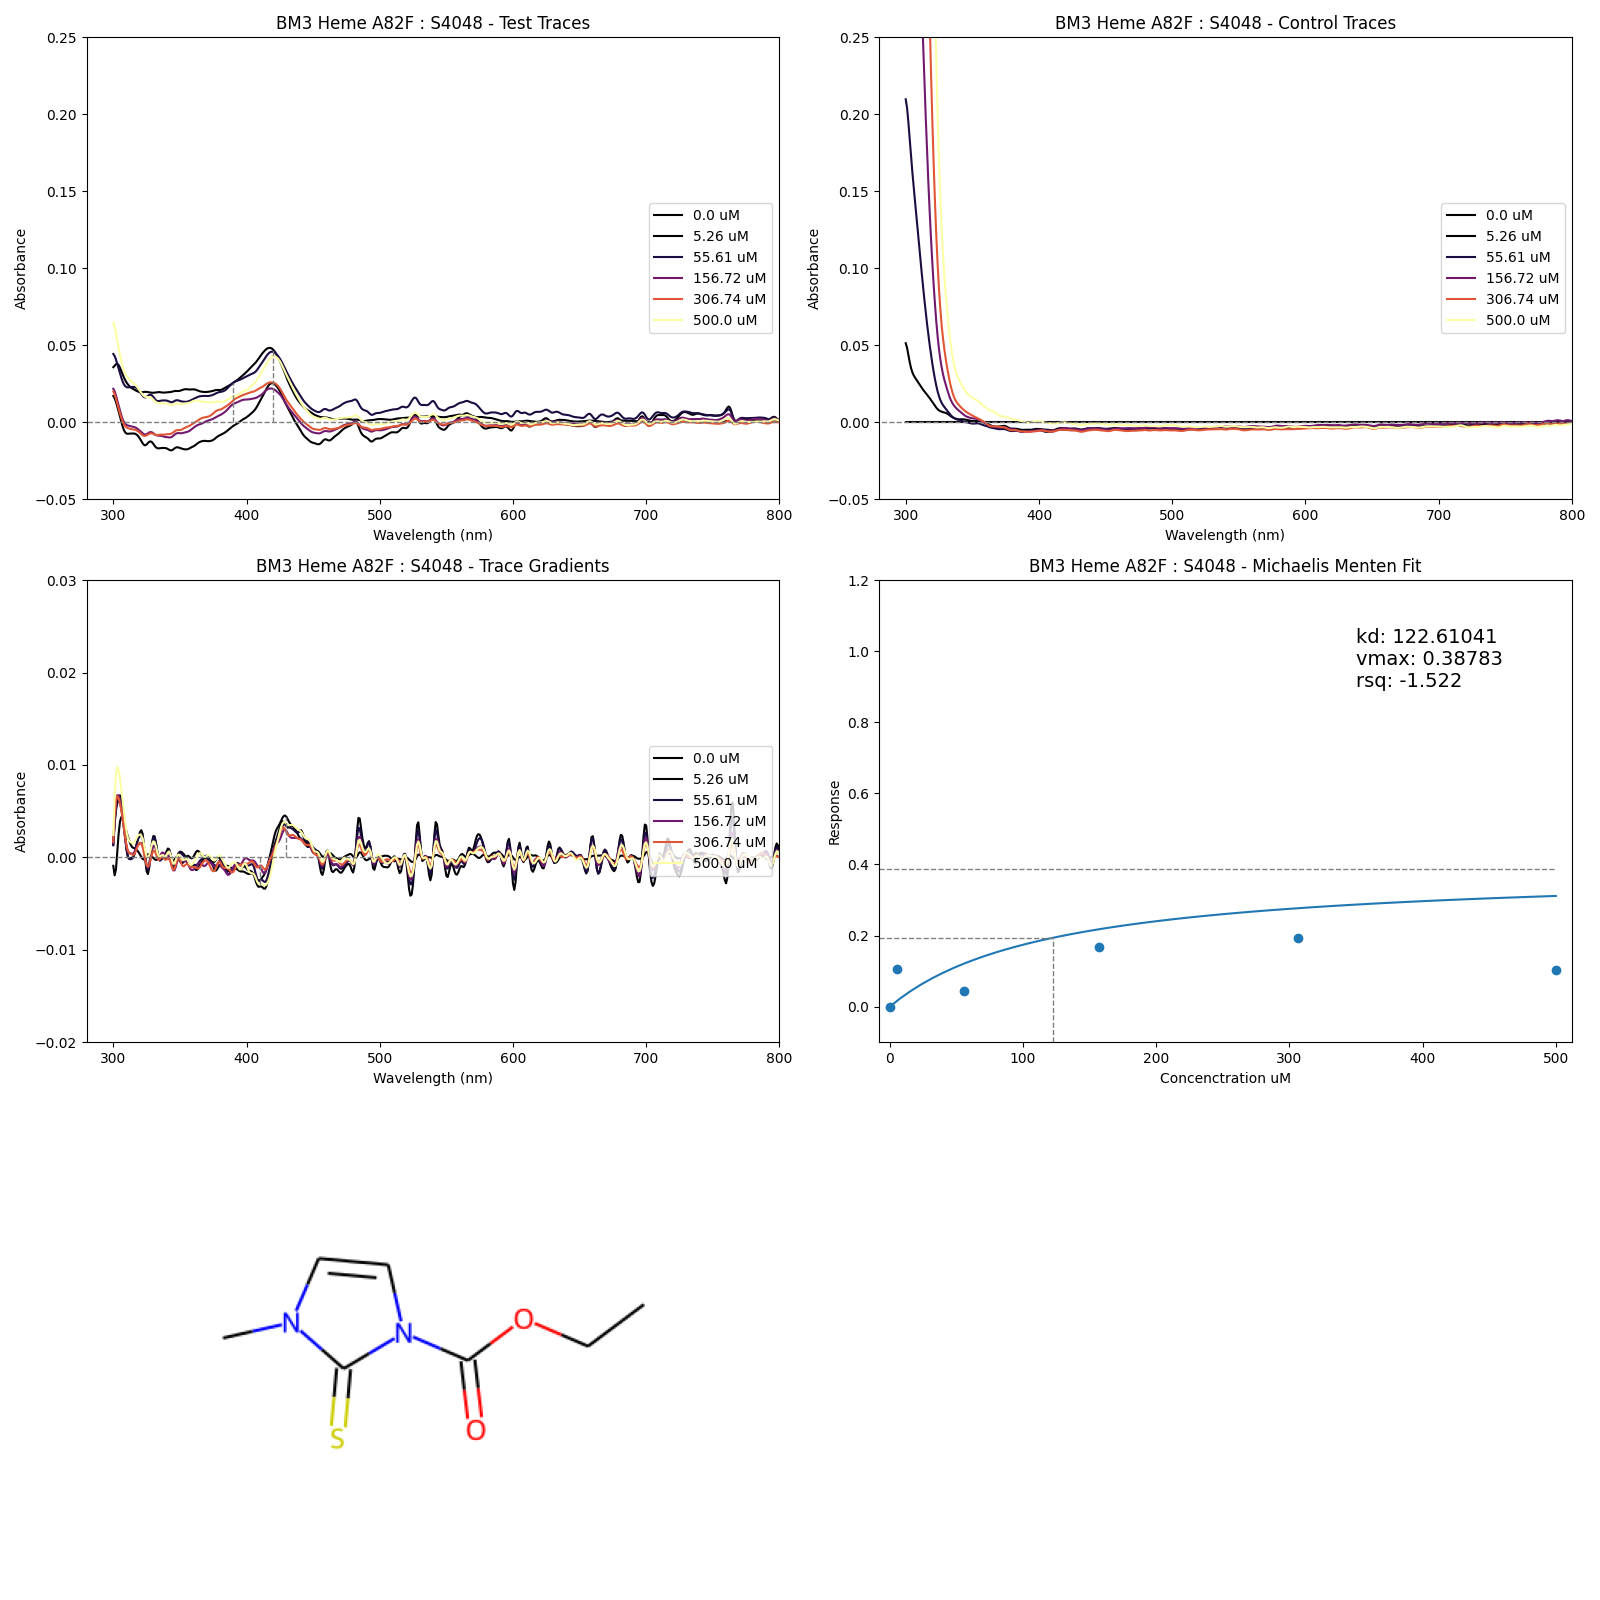 BM3 Heme A82F : S4048 - Test Traces
0.25
0.20
0.15
0.10
0.05
0.00
−0.05
Absorbance
300 400 500 600 700 800
Wavelength (nm)
0.0 uM
5.26 uM
55.61 uM
156.72 uM
306.74 uM
500.0 uM
BM3 Heme A82F : S4048 - Control Traces
0.25
0.20
0.15
0.10
0.05
0.00
−0.05
Absorbance
300 400 500 600 700 800
Wavelength (nm)
0.0 uM
5.26 uM
55.61 uM
156.72 uM
306.74 uM
500.0 uM
BM3 Heme A82F : S4048 - Trace Gradients
0.03
0.02
0.01
0.00
−0.01
−0.02
Absorbance
300 400 500 600 700 800
Wavelength (nm)
0.0 uM
5.26 uM
55.61 uM
156.72 uM
306.74 uM
500.0 uM
BM3 Heme A82F : S4048 - Michaelis Menten Fit
1.2
1.0
0.8
0.6
0.4
0.2
0.0
Response
kd: 122.61041
vmax: 0.38783
rsq: -1.522
0 100 200 300 400 500
Concenctration uM
N
N
O
S
O